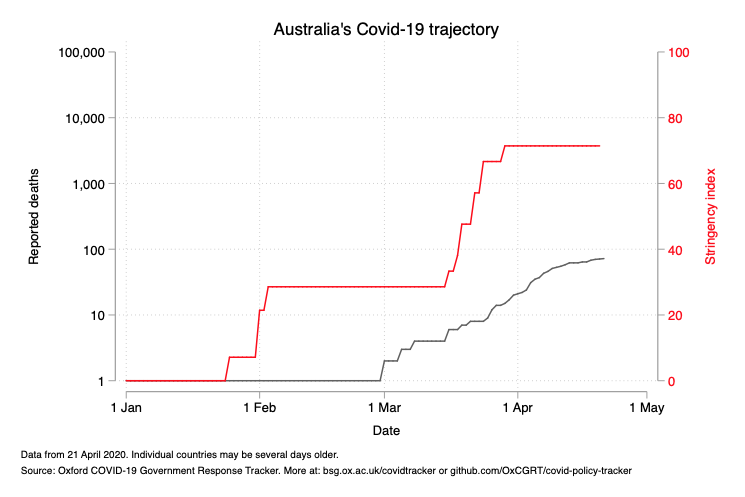 Australia's Covid-19 trajectory
100,000
10,000
1,000
100
10
1
Reported deaths
100
80
60
40
20
0
Stringency index
1 Jan
1 Feb
1 Mar
1 Apr
1 May
Date
Data from 21 April 2020. Individual countries may be several days older.
Source: Oxford COVID-19 Government Response Tracker. More at: bsg.ox.ac.uk/covidtracker or github.com/OxCGRT/covid-policy-tracker